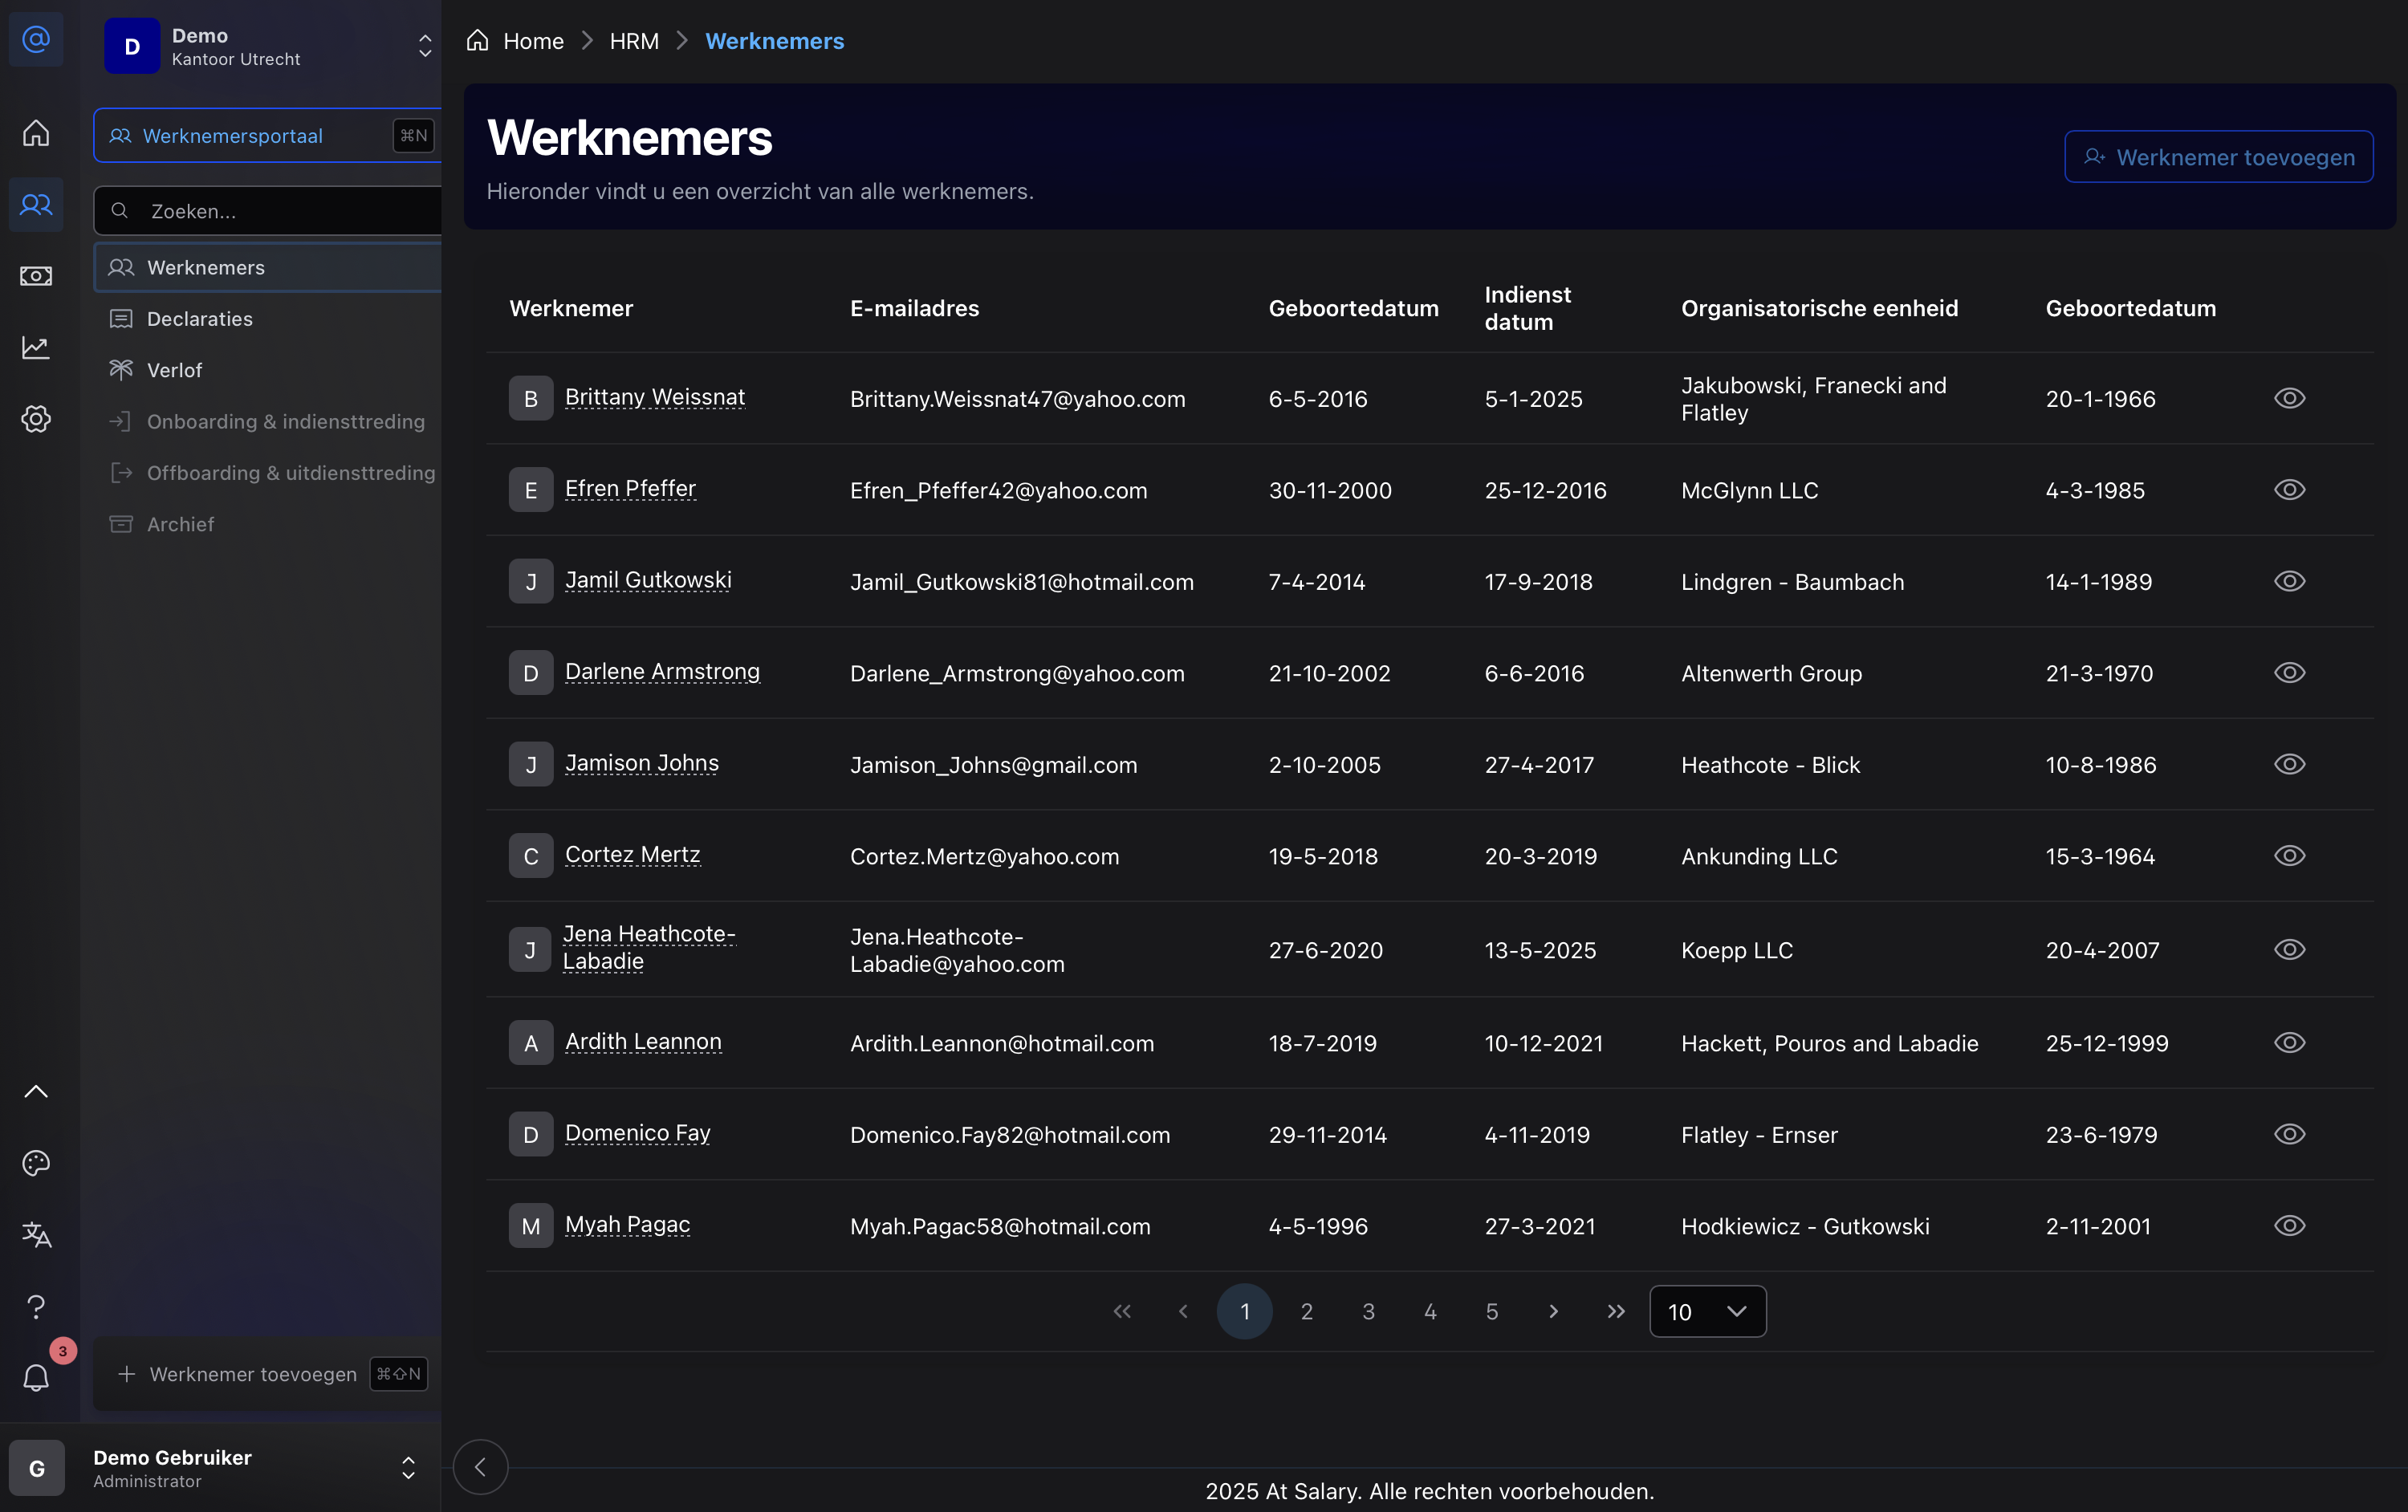 D
Demo
Kantoor Utrecht
Home
HRM
Werknemers
Werknemersportaal
⌘N
Zoeken...
Werknemers
Declaraties
Verlof
Onboarding & indiensttreding
Offboarding & uitdiensttreding
Archief
Werknemers
Hieronder vindt u een overzicht van alle werknemers.
Werknemer toevoegen
Werknemer E-mailadres Geboortedatum Indienst datum Organisatorische eenheid Geboortedatum
B Brittany Weissnat Brittany.Weissnat47@yahoo.com 6-5-2016 5-1-2025 Jakubowski, Franecki and Flatley 20-1-1966
E Efren Pfeffer Efren_Pfeffer42@yahoo.com 30-11-2000 25-12-2016 McGlynn LLC 4-3-1985
J Jamil Gutkowski Jamil_Gutkowski81@hotmail.com 7-4-2014 17-9-2018 Lindgren - Baumbach 14-1-1989
D Darlene Armstrong Darlene_Armstrong@yahoo.com 21-10-2002 6-6-2016 Altenwerth Group 21-3-1970
J Jamison Johns Jamison_Johns@gmail.com 2-10-2005 27-4-2017 Heathcote - Blick 10-8-1986
C Cortez Mertz Cortez.Mertz@yahoo.com 19-5-2018 20-3-2019 Ankunding LLC 15-3-1964
J Jena Heathcote-Labadie Jena.Heathcote-Labadie@yahoo.com 27-6-2020 13-5-2025 Koepp LLC 20-4-2007
A Ardith Leannon Ardith.Leannon@hotmail.com 18-7-2019 10-12-2021 Hackett, Pouros and Labadie 25-12-1999
D Domenico Fay Domenico.Fay82@hotmail.com 29-11-2014 4-11-2019 Flatley - Ernser 23-6-1979
M Myah Pagac Myah.Pagac58@hotmail.com 4-5-1996 27-3-2021 Hodkiewicz - Gutkowski 2-11-2001
1 2 3 4 5 10
3
Werknemer toevoegen ⌘⇧N
G
Demo Gebruiker
Administrator
2025 At Salary. Alle rechten voorbehouden.